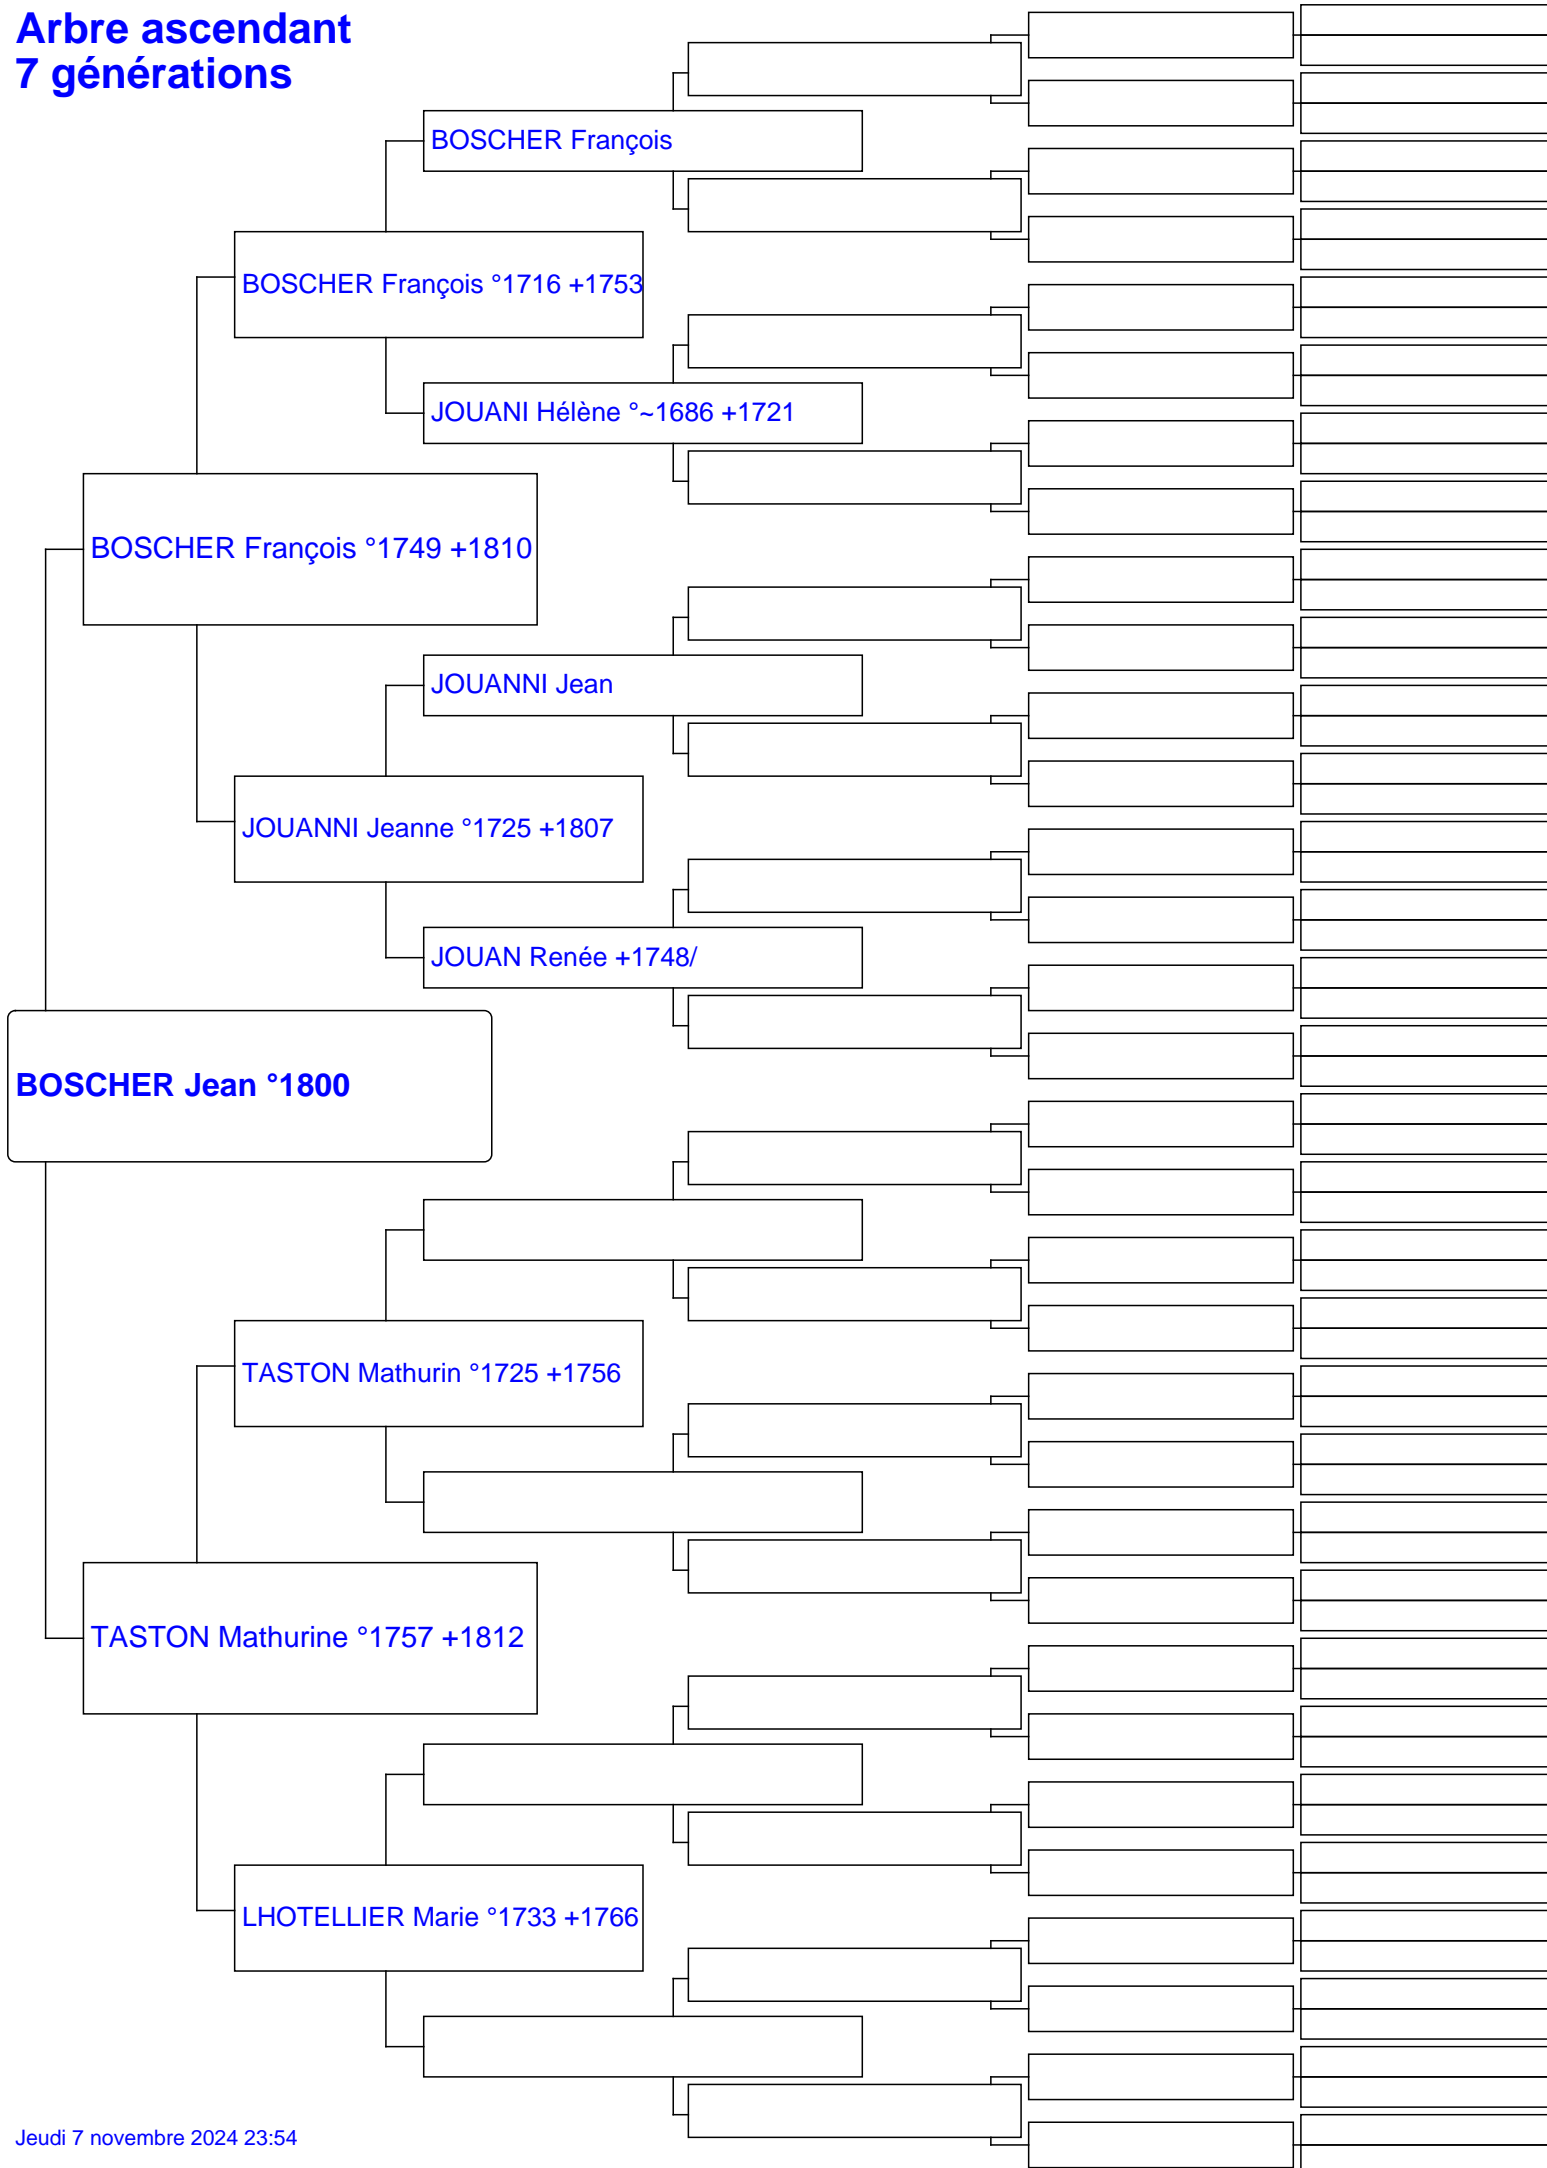 Arbre ascendant
7 générations
BOSCHER François
BOSCHER François °1716 +1753
JOUANI Hélène °~1686 +1721
BOSCHER François °1749 +1810
JOUANNI Jean
JOUANNI Jeanne °1725 +1807
JOUAN Renée +1748/
BOSCHER Jean °1800
TASTON Mathurin °1725 +1756
TASTON Mathurine °1757 +1812
LHOTELLIER Marie °1733 +1766
Jeudi 7 novembre 2024 23:54